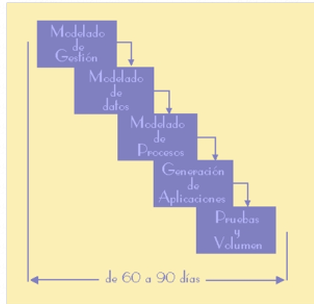 Modelado
de
Gestión
Modelado
de
datos
Modelado
de
Procesos
Generación
de
Aplicaciones
Pruebas
y
Volumen
de 60 a 90 días